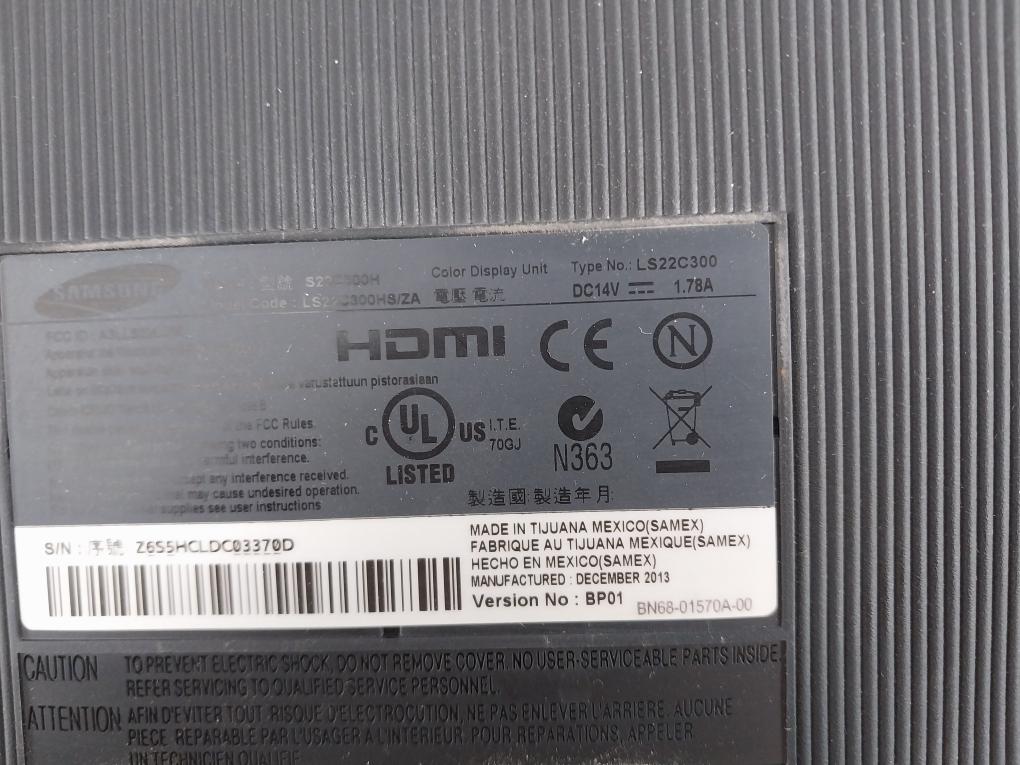 SAMSUNG
型號 S22C300H
Code : LS22C300HS/ZA
Color Display Unit
電壓 電流
Type No.: LS22C300
DC14V 1.78A
FCC ID :
HDMI
CE
N
varustettuun pistorasiaan
the FCC Rules.
two conditions:
interference.
any interference received.
may cause undesired operation.
supplies see user instructions
C UL US
LISTED
I.T.E.
70GJ
N363
製造國: 製造年月:
S/N : 序號 Z6S5HCLDC03370D
MADE IN TIJUANA MEXICO(SAMEX)
FABRIQUE AU TIJUANA MEXIQUE(SAMEX)
HECHO EN MEXICO(SAMEX)
MANUFACTURED : DECEMBER 2013
Version No : BP01
BN68-01570A-00
CAUTION TO PREVENT ELECTRIC SHOCK, DO NOT REMOVE COVER. NO USER-SERVICEABLE PARTS INSIDE.
REFER SERVICING TO QUALIFIED SERVICE PERSONNEL.
ATTENTION AFIN D'EVITER TOUT RISQUE D'ELECTROCUTION, NE PAS ENLEVER L'ARRIERE. AUCUNE
PIECE REPARABLE PAR L'USAGER A L'INTERIEUR. POUR REPARATIONS, APPELER
UN TECHNICIEN QUALIFIE